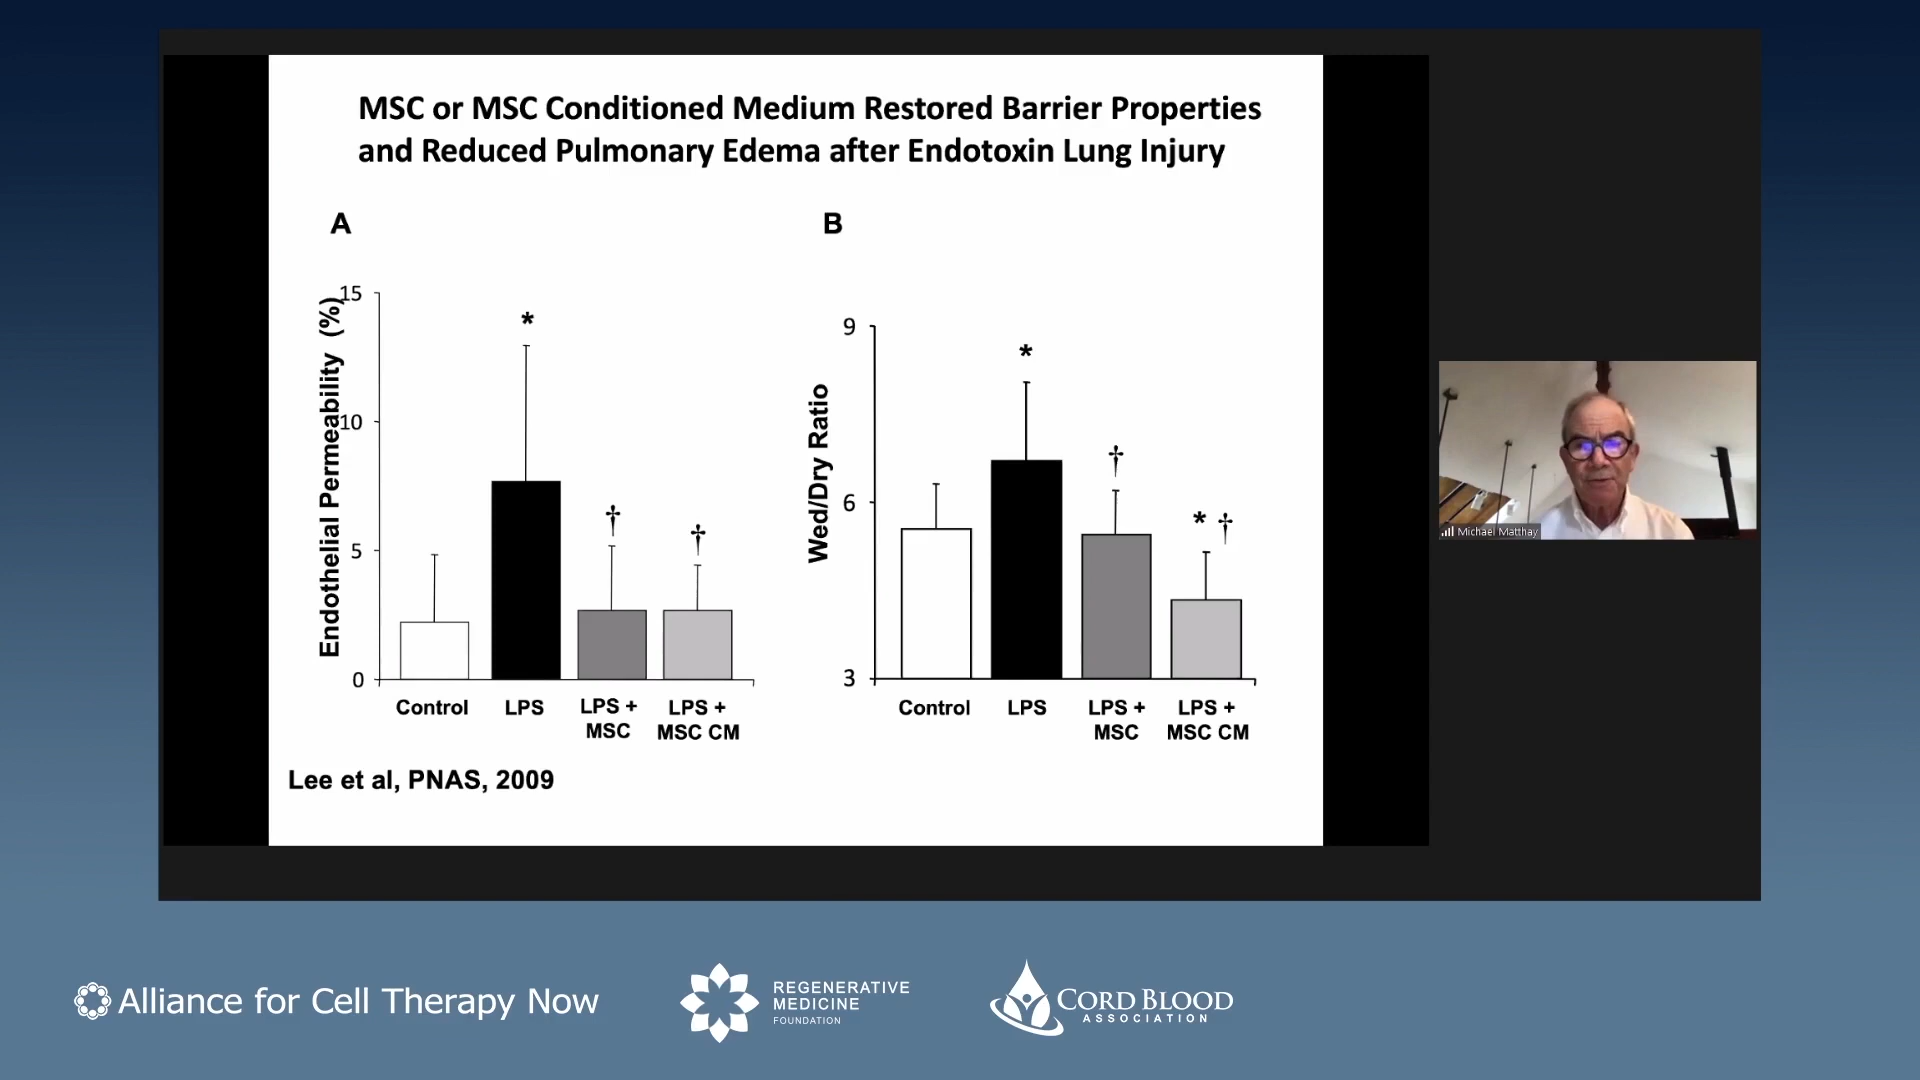 MSC or MSC Conditioned Medium Restored Barrier Properties
and Reduced Pulmonary Edema after Endotoxin Lung Injury
A
Endothelial Permeability (%)
15
10
5
0
*
†
†
Control
LPS
LPS +
MSC
LPS +
MSC CM
B
Wed/Dry Ratio
9
6
3
*
†
* †
Control
LPS
LPS +
MSC
LPS +
MSC CM
Lee et al, PNAS, 2009
Michael Matthay
Alliance for Cell Therapy Now
REGENERATIVE
MEDICINE
FOUNDATION
CORD BLOOD
ASSOCIATION